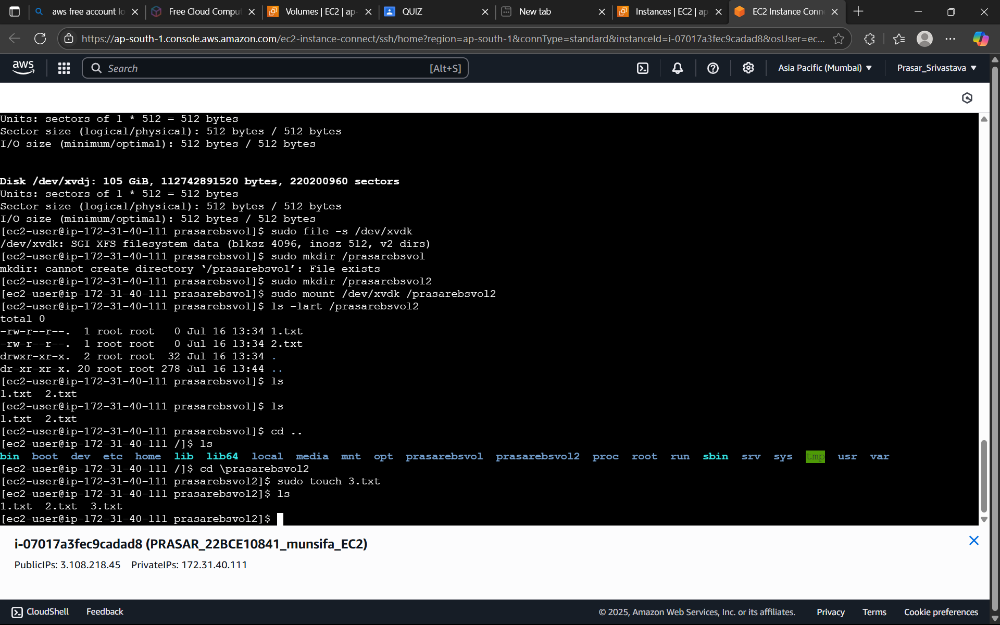 aws free account lo
Free Cloud Comput
Volumes | EC2 | ap-
QUIZ
New tab
Instances | EC2 | ap
EC2 Instance Conn
https://ap-south-1.console.aws.amazon.com/ec2-instance-connect/ssh/home?region=ap-south-1&connType=standard&instanceId=i-07017a3fec9cadad8&osUser=ec...
aws
Search [Alt+S]
Asia Pacific (Mumbai) ▼
Prasar_Srivastava ▼
Units: sectors of 1 * 512 = 512 bytes
Sector size (logical/physical): 512 bytes / 512 bytes
I/O size (minimum/optimal): 512 bytes / 512 bytes
Disk /dev/xvdj: 105 GiB, 112742891520 bytes, 220200960 sectors
Units: sectors of 1 * 512 = 512 bytes
Sector size (logical/physical): 512 bytes / 512 bytes
I/O size (minimum/optimal): 512 bytes / 512 bytes
[ec2-user@ip-172-31-40-111 prasarebsvol]$ sudo file -s /dev/xvdk
/dev/xvdk: SGI XFS filesystem data (blksz 4096, inosz 512, v2 dirs)
[ec2-user@ip-172-31-40-111 prasarebsvol]$ sudo mkdir /prasarebsvol
mkdir: cannot create directory ‘/prasarebsvol’: File exists
[ec2-user@ip-172-31-40-111 prasarebsvol]$ sudo mkdir /prasarebsvol2
[ec2-user@ip-172-31-40-111 prasarebsvol]$ sudo mount /dev/xvdk /prasarebsvol2
[ec2-user@ip-172-31-40-111 prasarebsvol]$ ls -lart /prasarebsvol2
total 0
-rw-r--r--.  1 root root   0 Jul 16 13:34 1.txt
-rw-r--r--.  1 root root   0 Jul 16 13:34 2.txt
drwxr-xr-x.  2 root root  32 Jul 16 13:34 .
dr-xr-xr-x. 20 root root 278 Jul 16 13:44 ..
[ec2-user@ip-172-31-40-111 prasarebsvol]$ ls
1.txt  2.txt
[ec2-user@ip-172-31-40-111 prasarebsvol]$ ls
1.txt  2.txt
[ec2-user@ip-172-31-40-111 prasarebsvol]$ cd ..
[ec2-user@ip-172-31-40-111 /]$ ls
bin  boot  dev  etc  home  lib  lib64  local  media  mnt  opt  prasarebsvol  prasarebsvol2  proc  root  run  sbin  srv  sys  tmp  usr  var
[ec2-user@ip-172-31-40-111 /]$ cd \prasarebsvol2
[ec2-user@ip-172-31-40-111 prasarebsvol2]$ sudo touch 3.txt
[ec2-user@ip-172-31-40-111 prasarebsvol2]$ ls
1.txt  2.txt  3.txt
[ec2-user@ip-172-31-40-111 prasarebsvol2]$
i-07017a3fec9cadad8 (PRASAR_22BCE10841_munsifa_EC2)
PublicIPs: 3.108.218.45 PrivateIPs: 172.31.40.111
CloudShell Feedback © 2025, Amazon Web Services, Inc. or its affiliates. Privacy Terms Cookie preferences